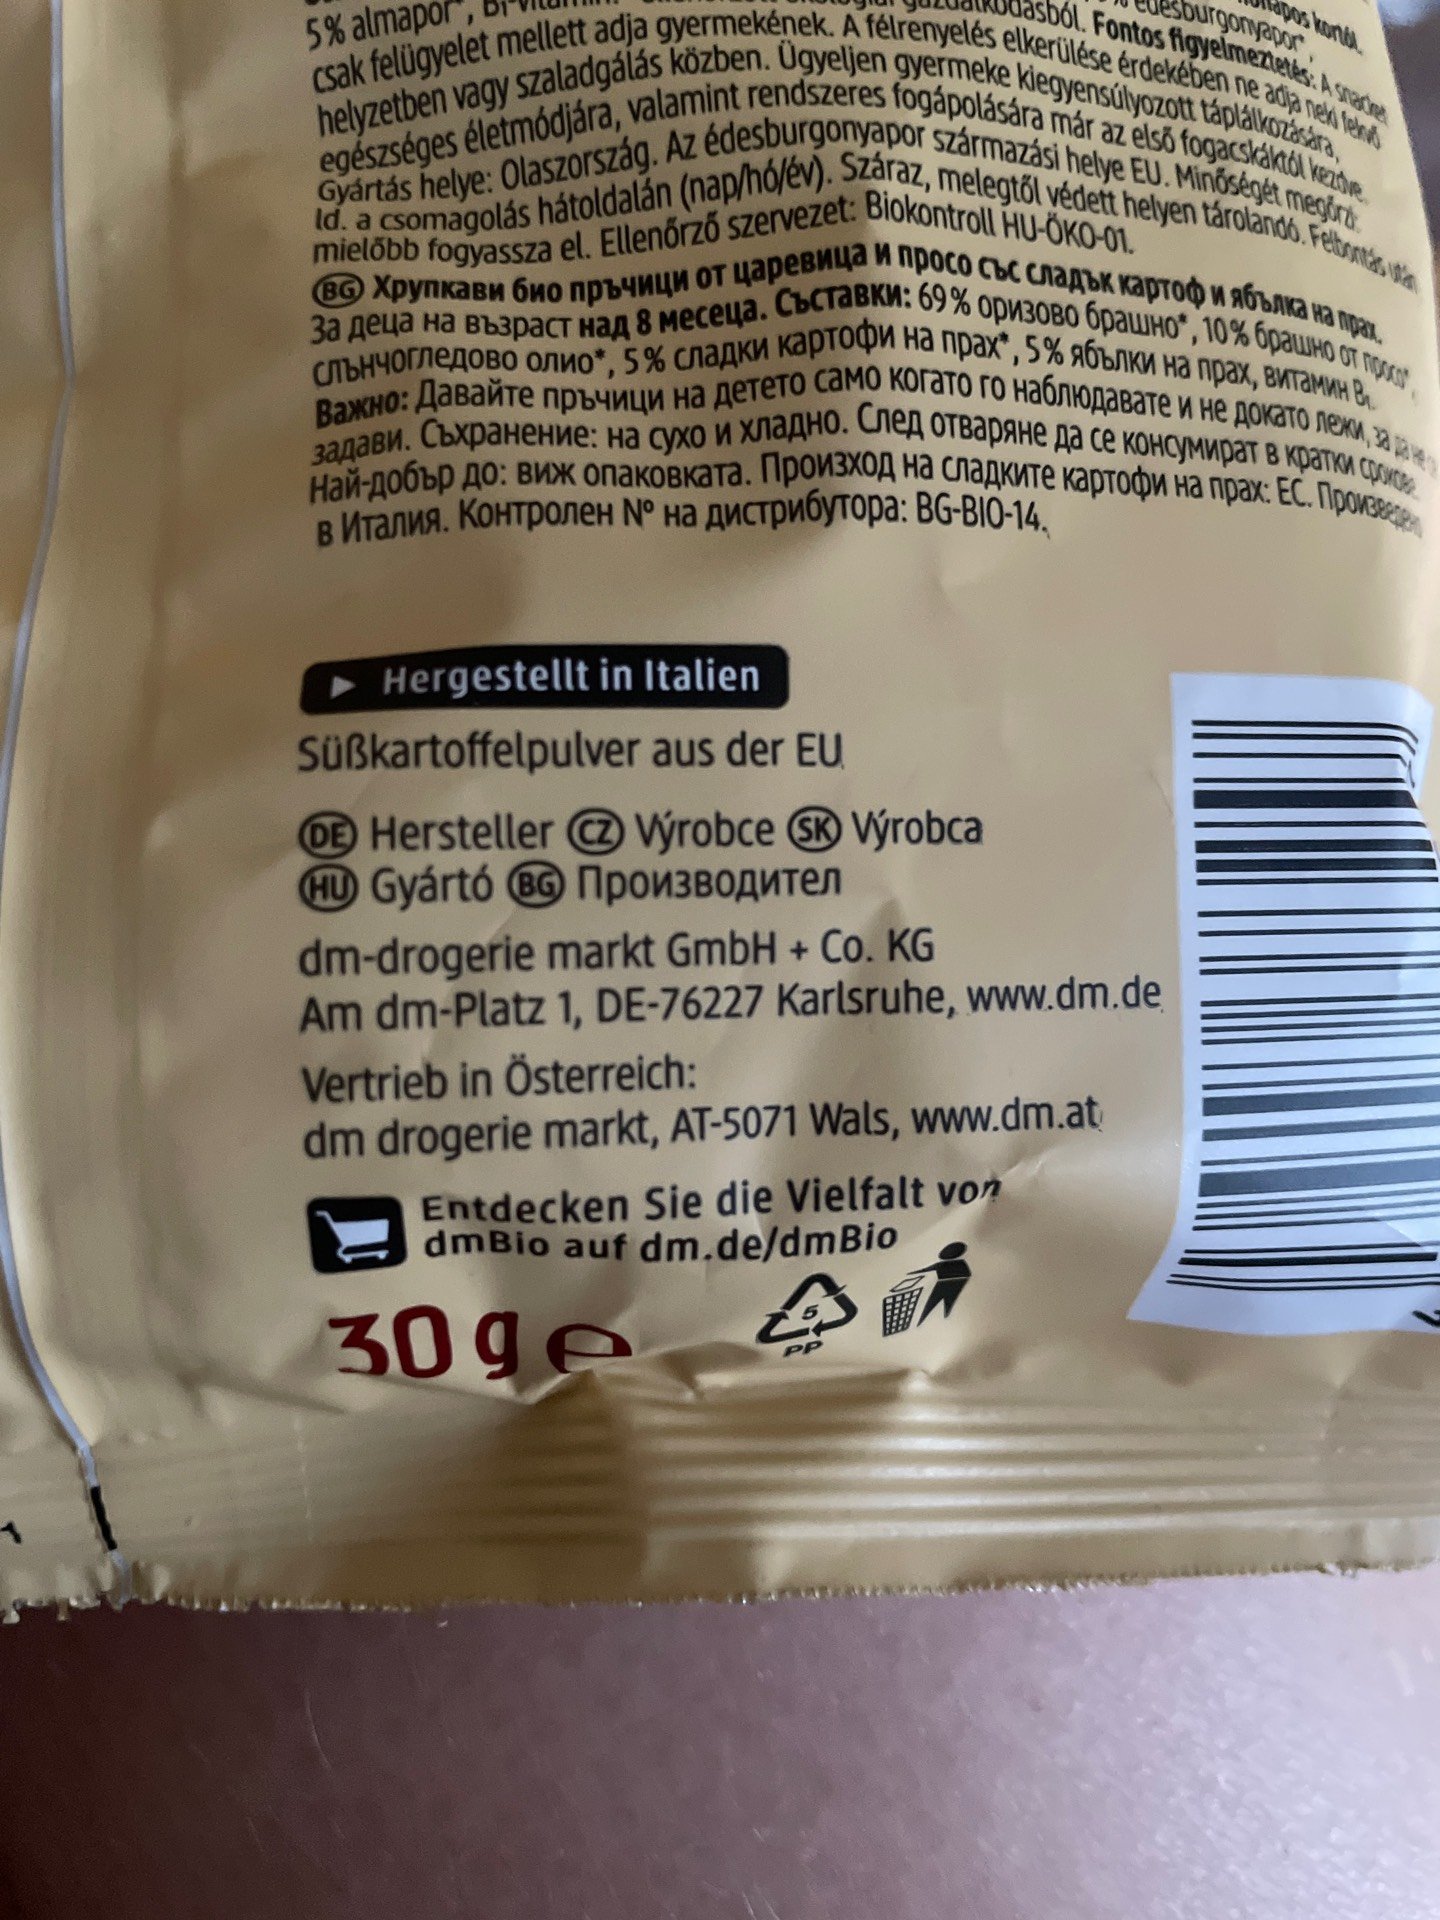 5% almapor*,
édesburgonyapor*,
csak felügyelet mellett adja gyermekének. A félrenyelés elkerülése érdekében ne adja neki fekvő
Fontos figyelmeztetés: A snacket
helyzetben vagy szaladgálás közben. Ügyeljen gyermeke kiegyensúlyozott táplálkozására,
egészséges életmódjára, valamint rendszeres fogápolására már az első fogacskáktól kezdve.
Gyártás helye: Olaszország. Az édesburgonyapor származási helye EU. Minőségét megőrzi:
ld. a csomagolás hátoldalán (nap/hó/év). Száraz, melegtől védett helyen tárolandó. Felbontás után
mielőbb fogyassza el. Ellenőrző szervezet: Biokontroll HU-ÖKO-01.
BG Хрупкави био пръчици от царевица и просо със сладък картоф и ябълка на прах.
За деца на възраст над 8 месеца. Съставки: 69% оризово брашно*, 10% брашно от просо*,
слънчогледово олио*, 5% сладки картофи на прах*, 5% ябълки на прах, витамин B₁.
Важно: Давайте пръчици на детето само когато го наблюдавате и не докато лежи, за да не се
задави. Съхранение: на сухо и хладно. След отваряне да се консумират в кратки срокове.
Най-добър до: виж опаковката. Произход на сладките картофи на прах: ЕС. Произведено
в Италия. Контролен № на дистрибутора: BG-BIO-14.
▶ Hergestellt in Italien
Süßkartoffelpulver aus der EU
DE Hersteller CZ Výrobce SK Výrobca
HU Gyártó BG Производител
dm-drogerie markt GmbH + Co. KG
Am dm-Platz 1, DE-76227 Karlsruhe, www.dm.de
Vertrieb in Österreich:
dm drogerie markt, AT-5071 Wals, www.dm.at
Entdecken Sie die Vielfalt von
dmBio auf dm.de/dmBio
30 g ℮
5
PP